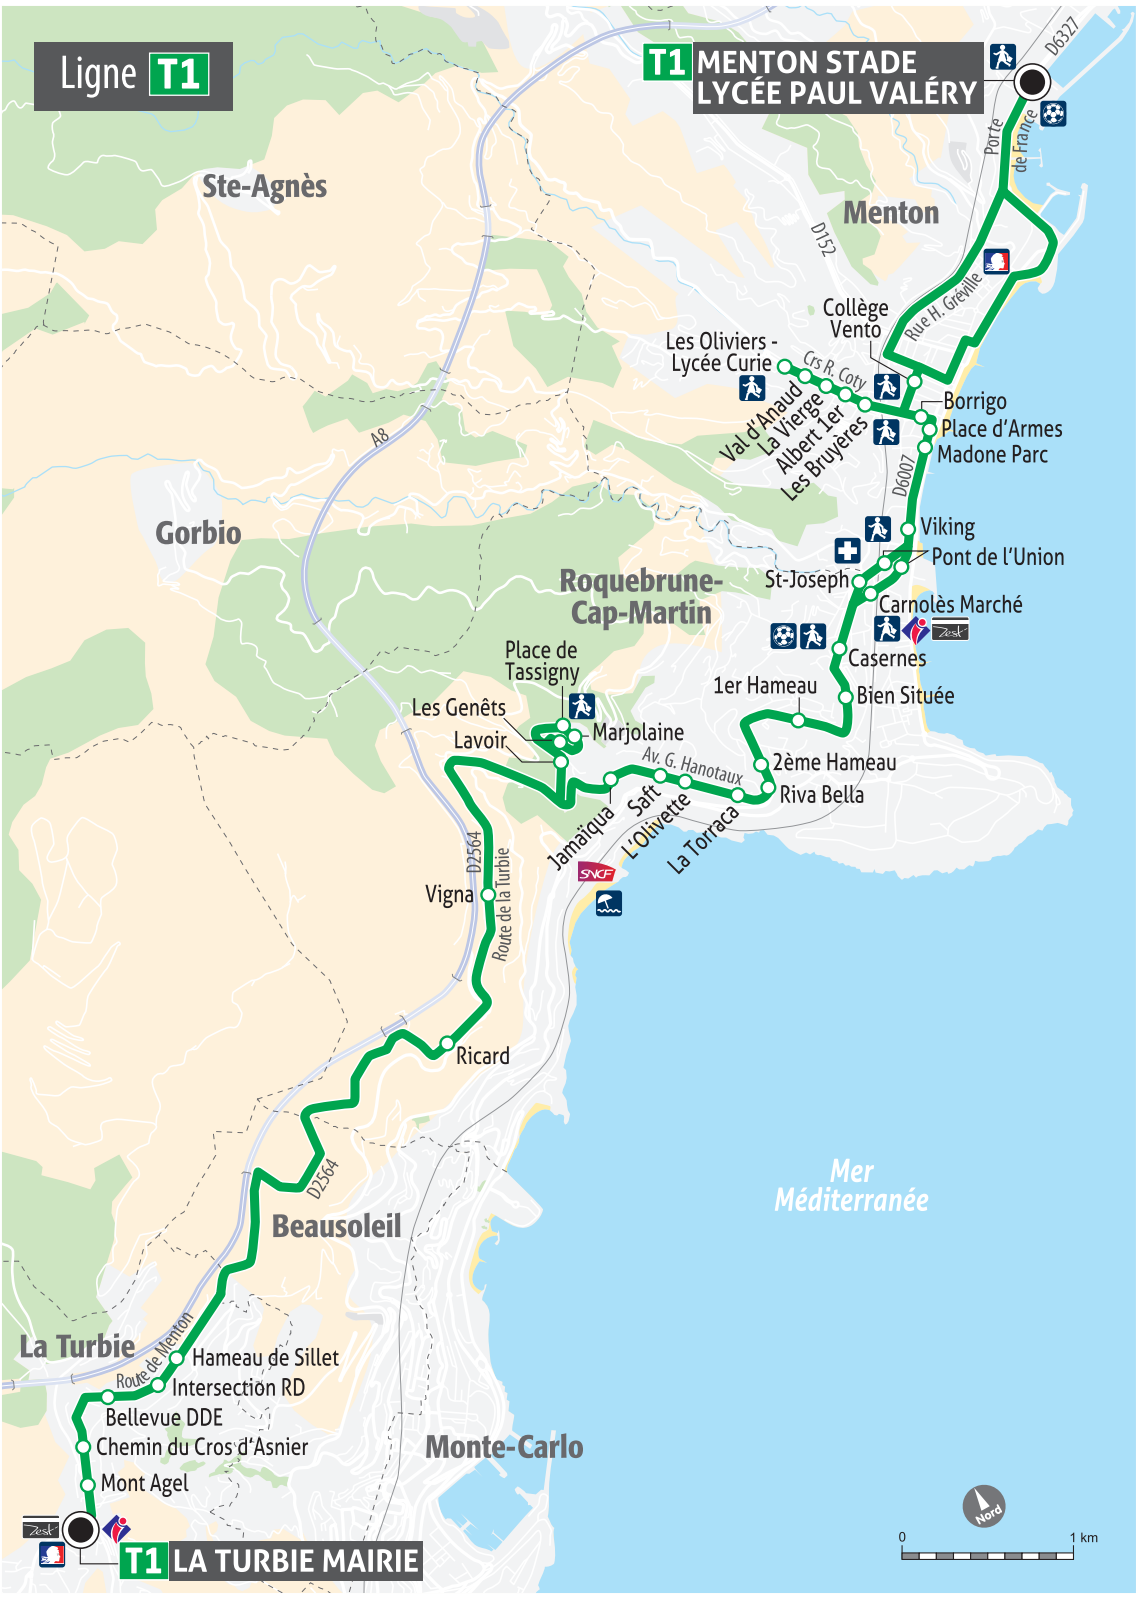 Ligne T1
T1 MENTON STADE
LYCÉE PAUL VALÉRY
D6327
Porte
de France
Ste-Agnès
Menton
D152
Rue H. Gréville
Collège
Vento
Les Oliviers -
Lycée Curie
Crs R. Coty
Val d'Anaud
La Vierge
Albert 1er
Les Bruyères
Borrigo
Place d'Armes
Madone Parc
A8
D6007
Gorbio
Viking
Pont de l'Union
St-Joseph
Roquebrune-
Cap-Martin
Carnolès Marché
Zest
Casernes
Place de
Tassigny
1er Hameau
Bien Située
Les Genêts
Marjolaine
Lavoir
Av. G. Hanotaux
2ème Hameau
Riva Bella
Jamaïqua
Saft
L'Olivette
La Torraca
SNCF
D2564
Route de la Turbie
Vigna
Ricard
D2564
Mer
Méditerranée
Beausoleil
La Turbie
Route de Menton
Hameau de Sillet
Intersection RD
Bellevue DDE
Chemin du Cros d'Asnier
Monte-Carlo
Mont Agel
Nord
Zest
0 1 km
T1 LA TURBIE MAIRIE